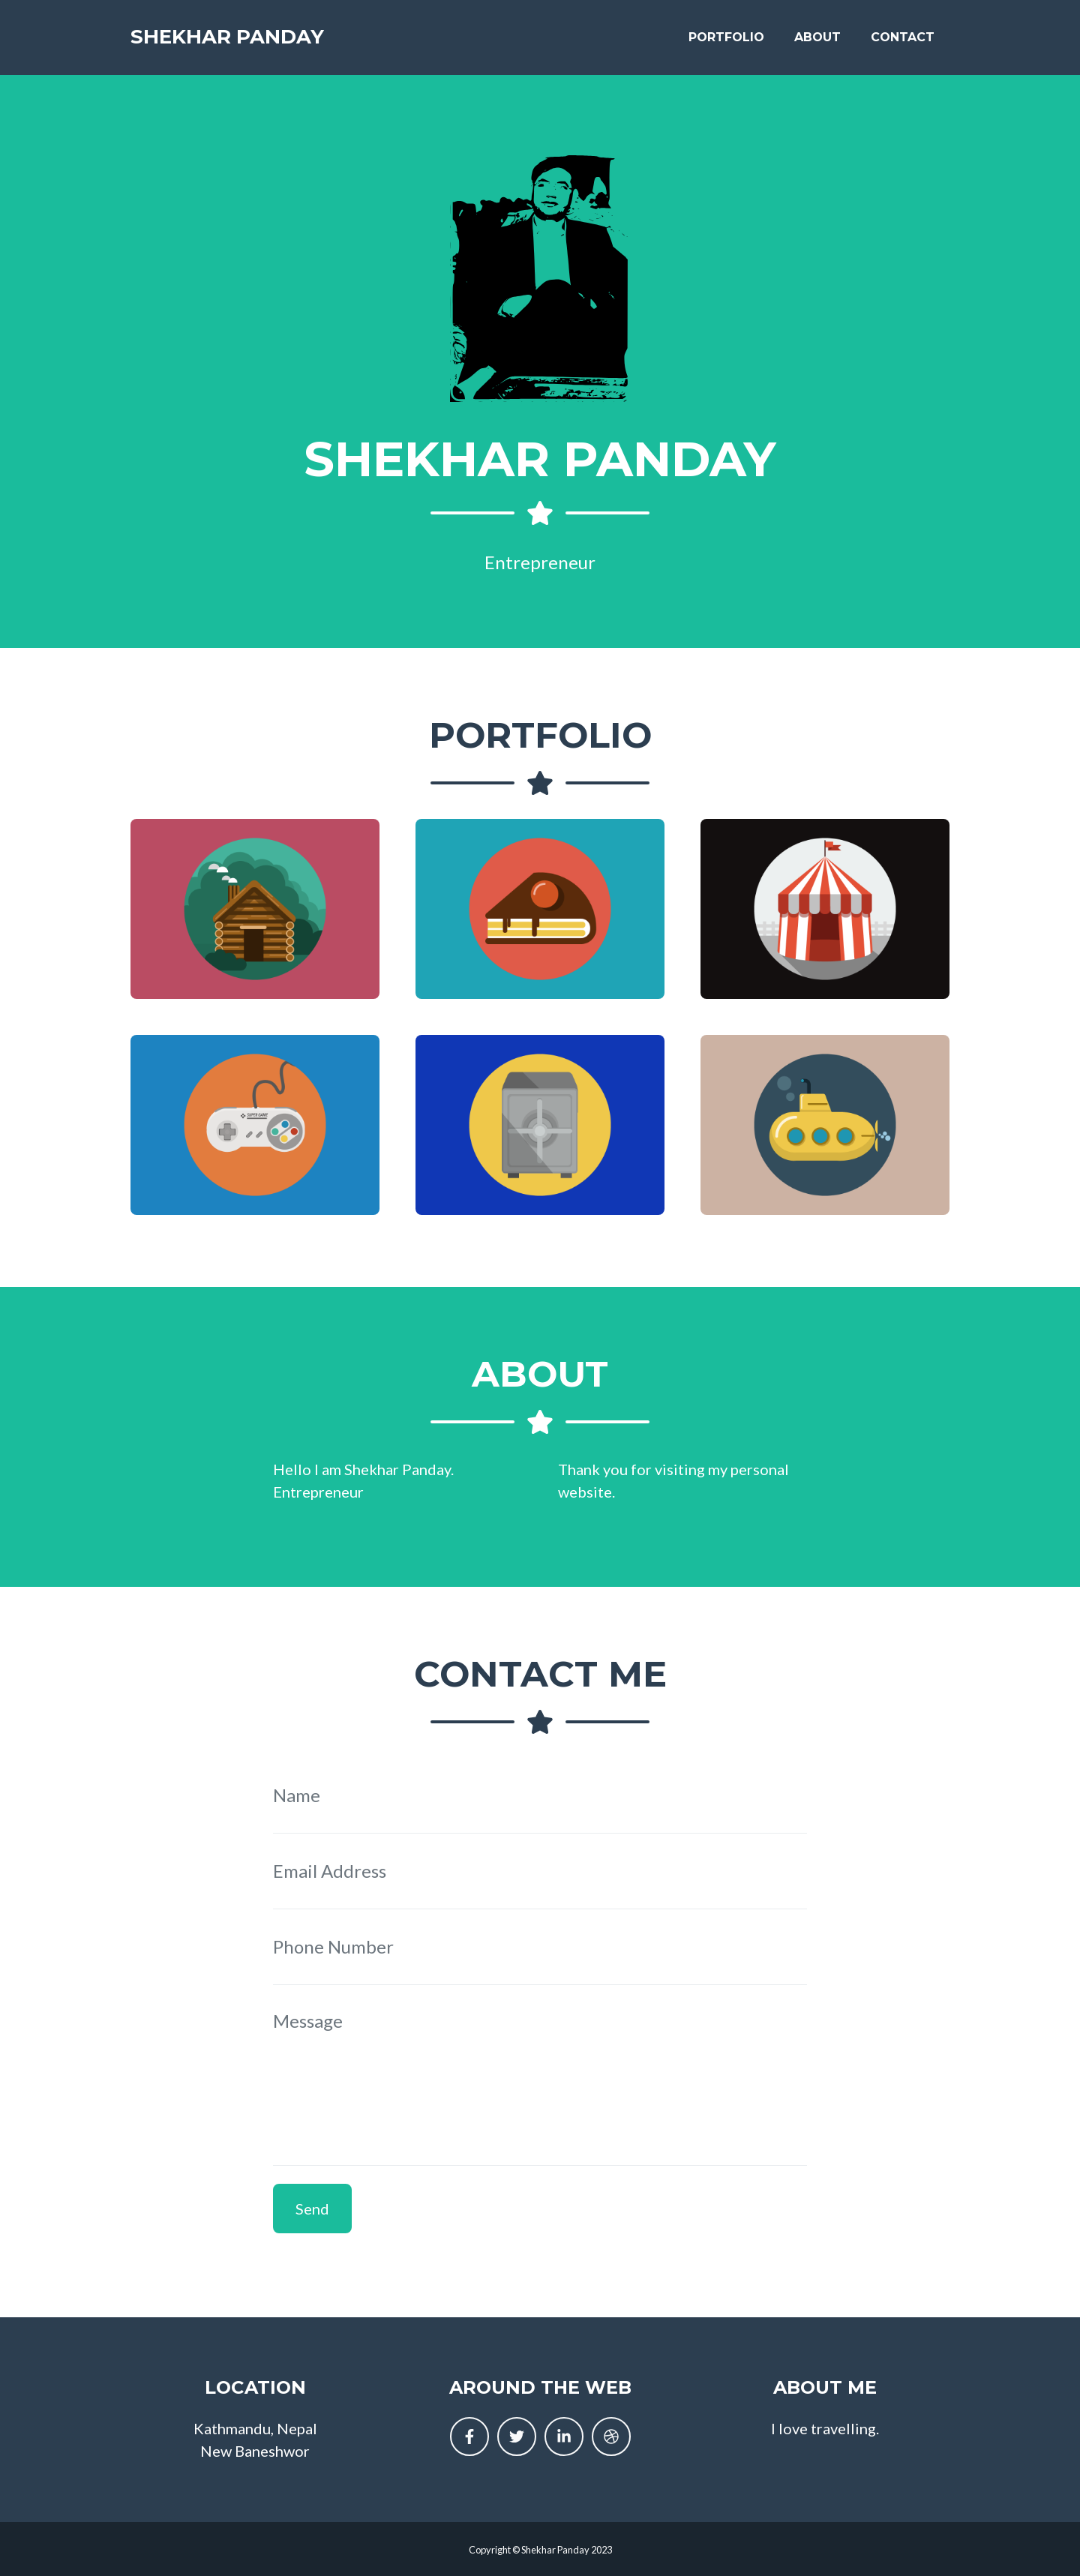 SHEKHAR PANDAY
PORTFOLIO ABOUT CONTACT
SHEKHAR PANDAY
Entrepreneur
PORTFOLIO
SUPER GAME
ABOUT
Hello I am Shekhar Panday.
Entrepreneur
Thank you for visiting my personal
website.
CONTACT ME
Name
Email Address
Phone Number
Message
Send
LOCATION
Kathmandu, Nepal
New Baneshwor
AROUND THE WEB
ABOUT ME
I love travelling.
Copyright © Shekhar Panday 2023